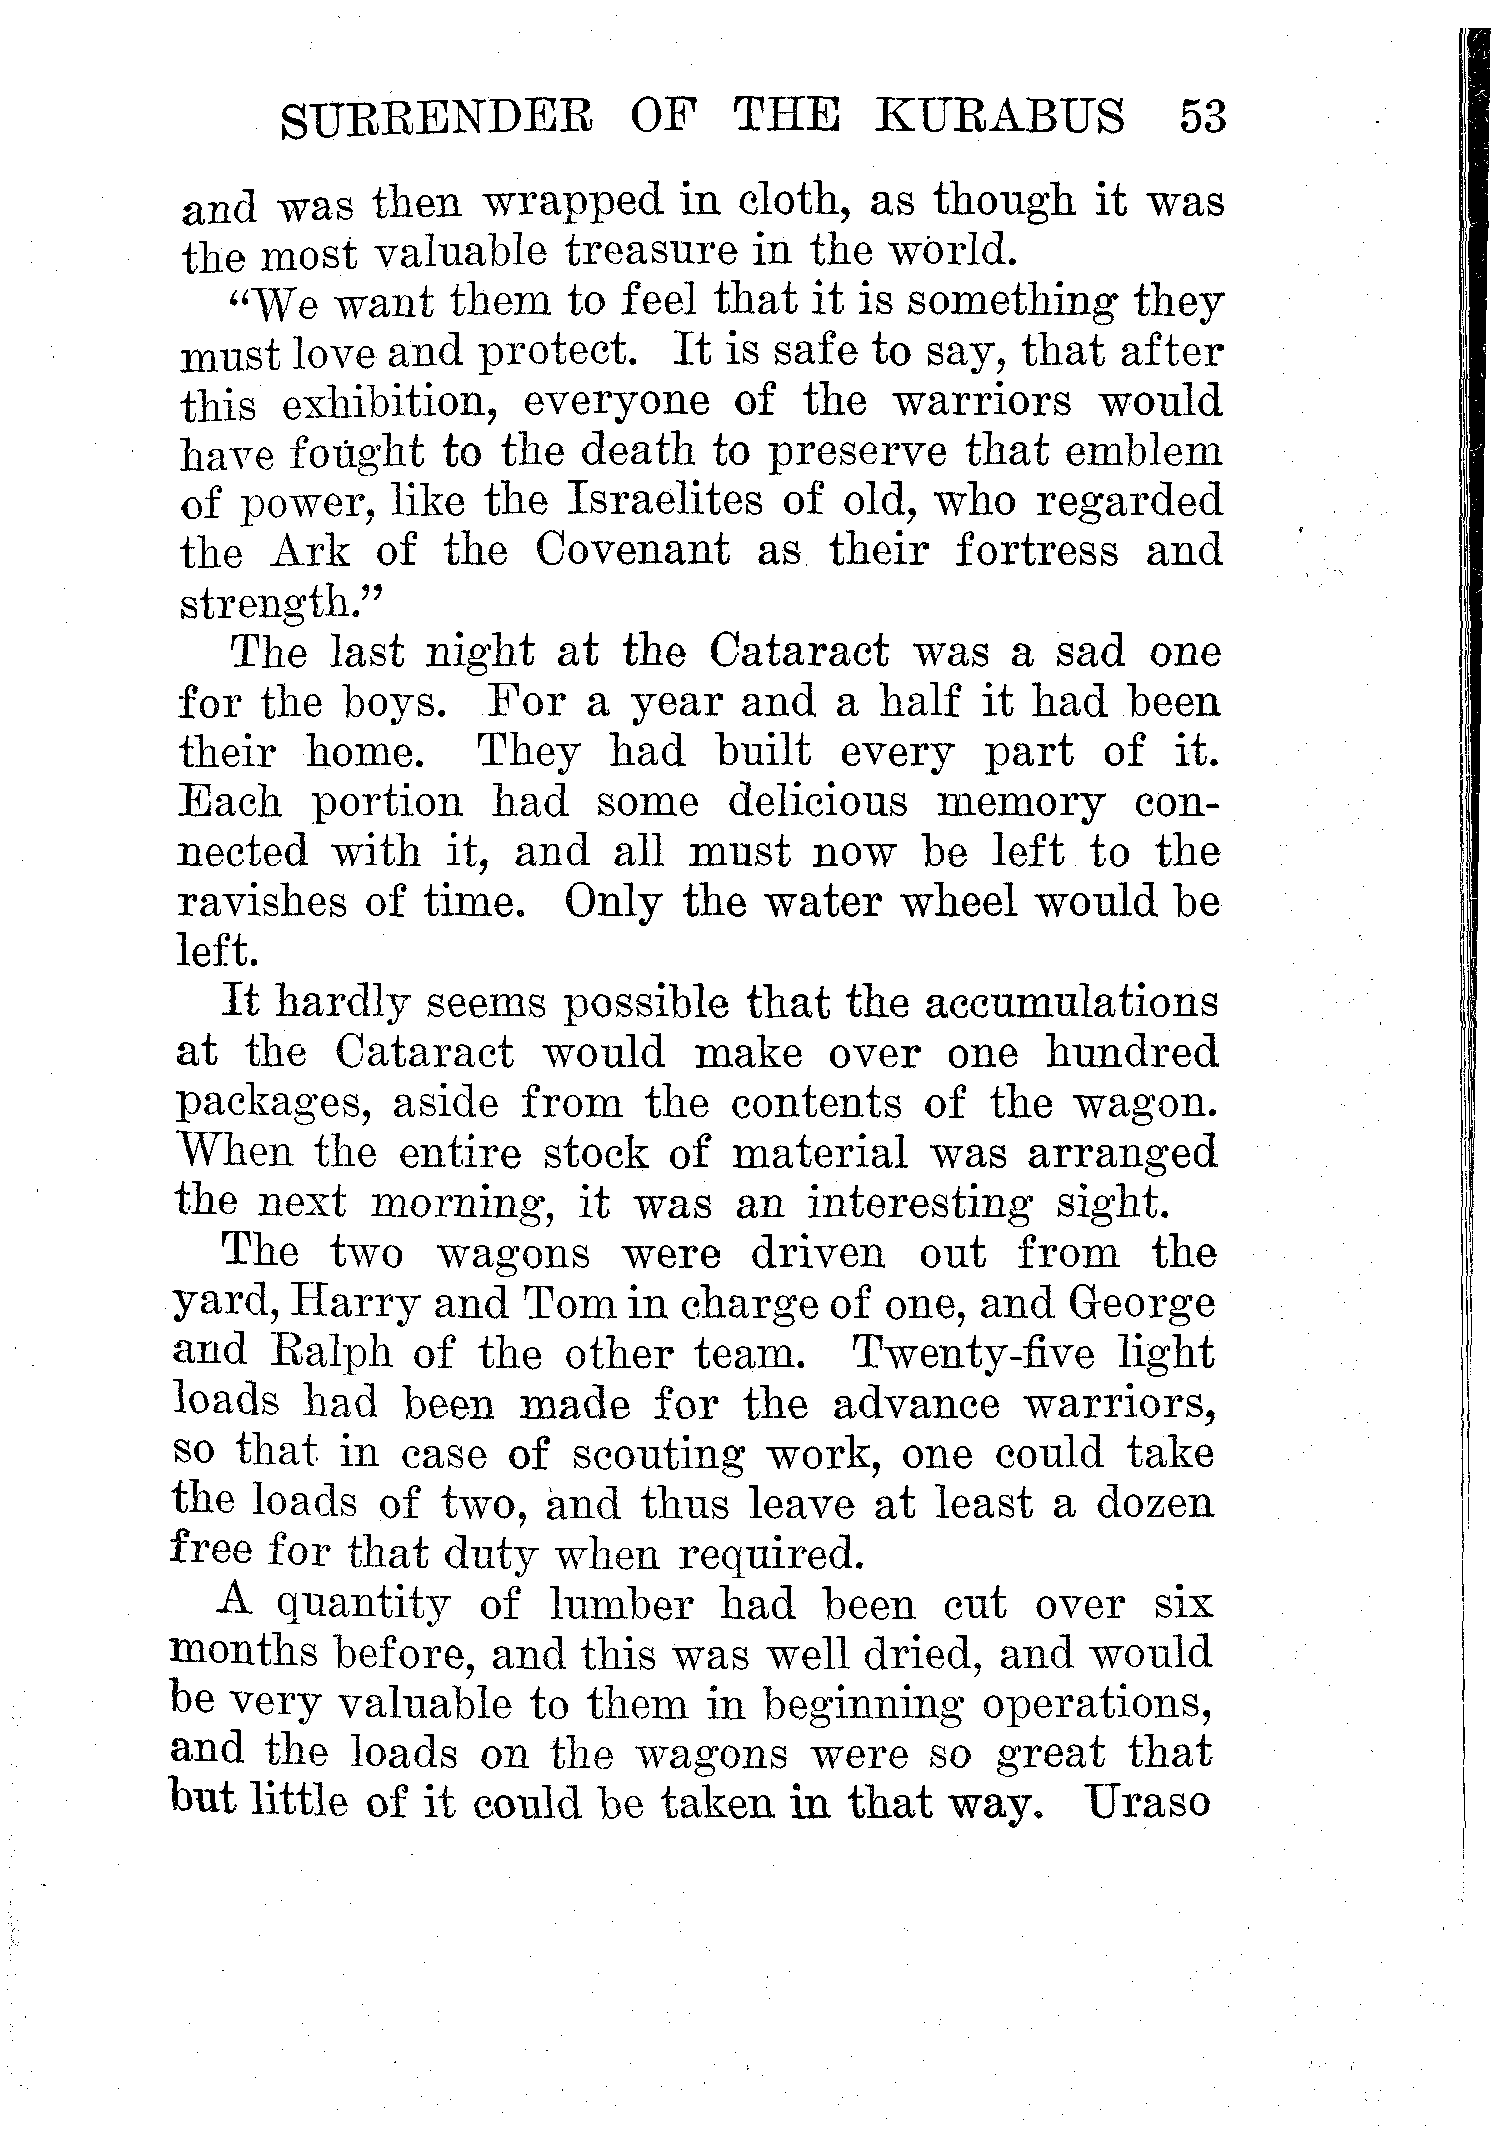 SURRENDER OF THE KURABUS 53
and was then wrapped in cloth, as though it was
the most valuable treasure in the world.
“We want them to feel that it is something they
must love and protect. It is safe to say, that after
this exhibition, everyone of the warriors would
have fought to the death to preserve that emblem
of power, like the Israelites of old, who regarded
the Ark of the Covenant as their fortress and
strength.”
The last night at the Cataract was a sad one
for the boys. For a year and a half it had been
their home. They had built every part of it.
Each portion had some delicious memory con-
nected with it, and all must now be left to the
ravishes of time. Only the water wheel would be
left.
It hardly seems possible that the accumulations
at the Cataract would make over one hundred
packages, aside from the contents of the wagon.
When the entire stock of material was arranged
the next morning, it was an interesting sight.
The two wagons were driven out from the
yard, Harry and Tom in charge of one, and George
and Ralph of the other team. Twenty-five light
loads had been made for the advance warriors,
so that in case of scouting work, one could take
the loads of two, and thus leave at least a dozen
free for that duty when required.
A quantity of lumber had been cut over six
months before, and this was well dried, and would
be very valuable to them in beginning operations,
and the loads on the wagons were so great that
but little of it could be taken in that way. Uraso